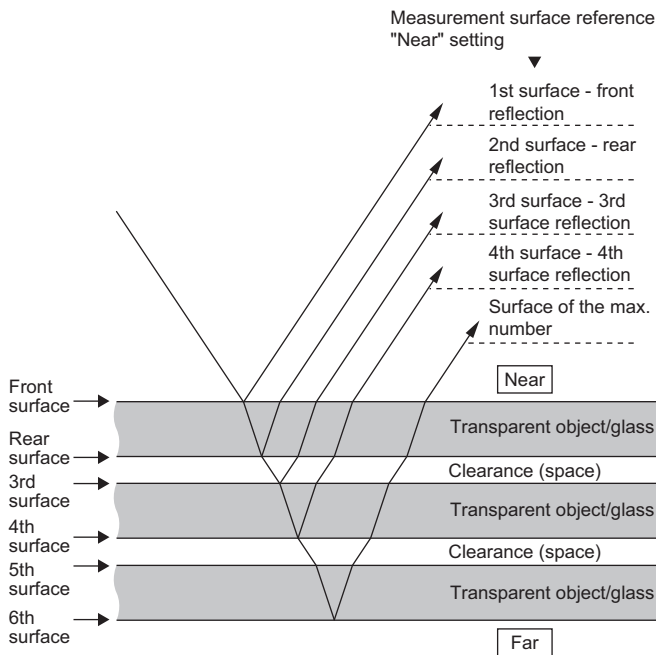 Measurement surface reference
"Near" setting
1st surface - front
reflection
2nd surface - rear
reflection
3rd surface - 3rd
surface reflection
4th surface - 4th
surface reflection
Surface of the max.
number
Near
Front
surface
Transparent object/glass
Rear
surface
Clearance (space)
3rd
surface
Transparent object/glass
4th
surface
Clearance (space)
5th
surface
Transparent object/glass
6th
surface
Far